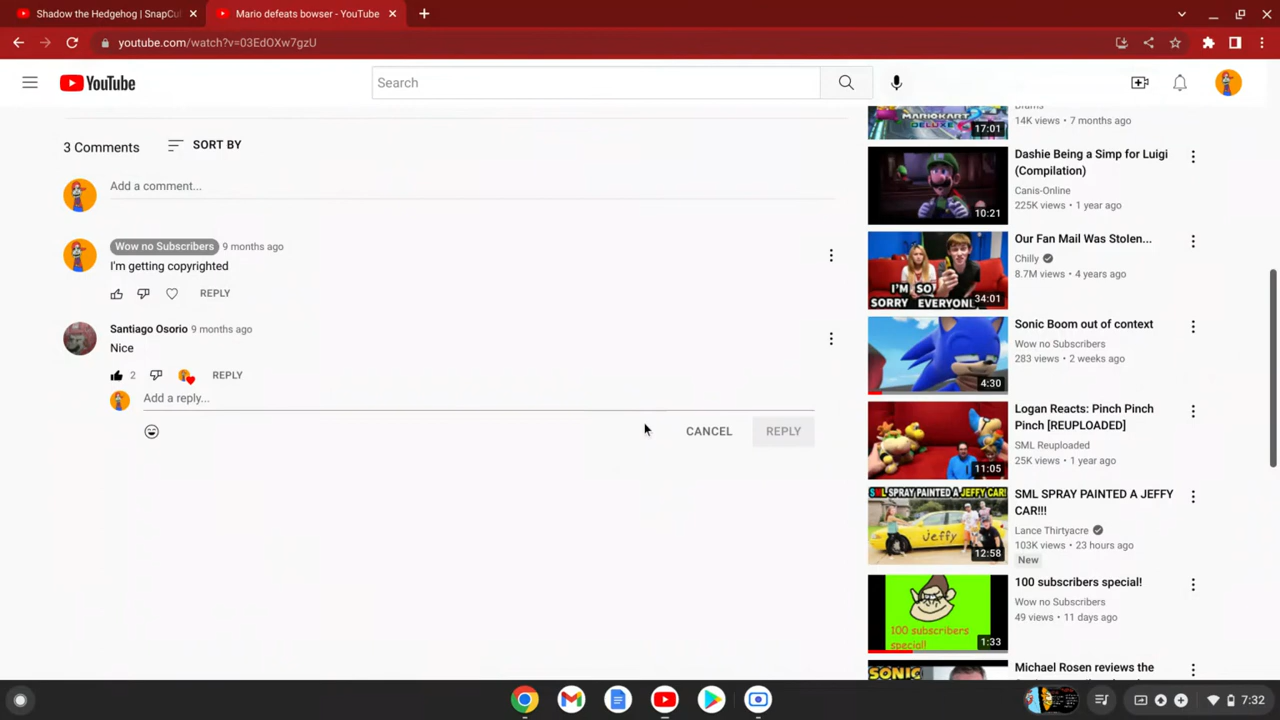 Shadow the Hedgehog | SnapCu
Mario defeats bowser - YouTube
youtube.com/watch?v=03EdOXw7gzU
YouTube
Search
3 Comments
SORT BY
Add a comment...
Wow no Subscribers 9 months ago
I'm getting copyrighted
REPLY
Santiago Osorio 9 months ago
Nice
2
REPLY
Add a reply...
CANCEL
REPLY
MARIOKART
DELUXE
17:01
14K views • 7 months ago
10:21
Dashie Being a Simp for Luigi
(Compilation)
Canis-Online
225K views • 1 year ago
I'M SO
SORRY EVERYONE
34:01
Our Fan Mail Was Stolen...
Chilly
8.7M views • 4 years ago
4:30
Sonic Boom out of context
Wow no Subscribers
283 views • 2 weeks ago
11:05
Logan Reacts: Pinch Pinch
Pinch [REUPLOADED]
SML Reuploaded
25K views • 1 year ago
SML SPRAY PAINTED A JEFFY CAR!
Jeffy
12:58
SML SPRAY PAINTED A JEFFY
CAR!!!
Lance Thirtyacre
103K views • 23 hours ago
New
100 subscribers
special!
1:33
100 subscribers special!
Wow no Subscribers
49 views • 11 days ago
SONIC
Michael Rosen reviews the
7:32